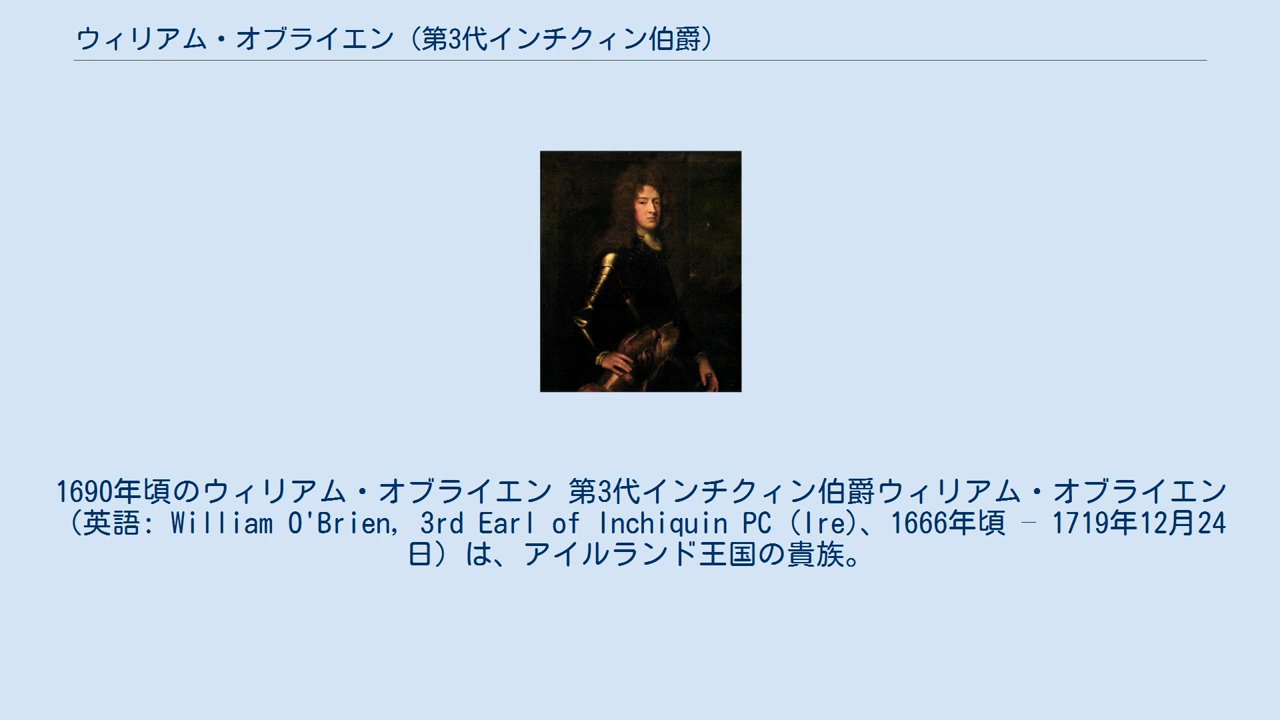 ウィリアム・オブライエン（第3代インチクィン伯爵）
1690年頃のウィリアム・オブライエン 第3代インチクィン伯爵ウィリアム・オブライエン
（英語: William O'Brien, 3rd Earl of Inchiquin PC (Ire)、1666年頃 – 1719年12月24
日）は、アイルランド王国の貴族。